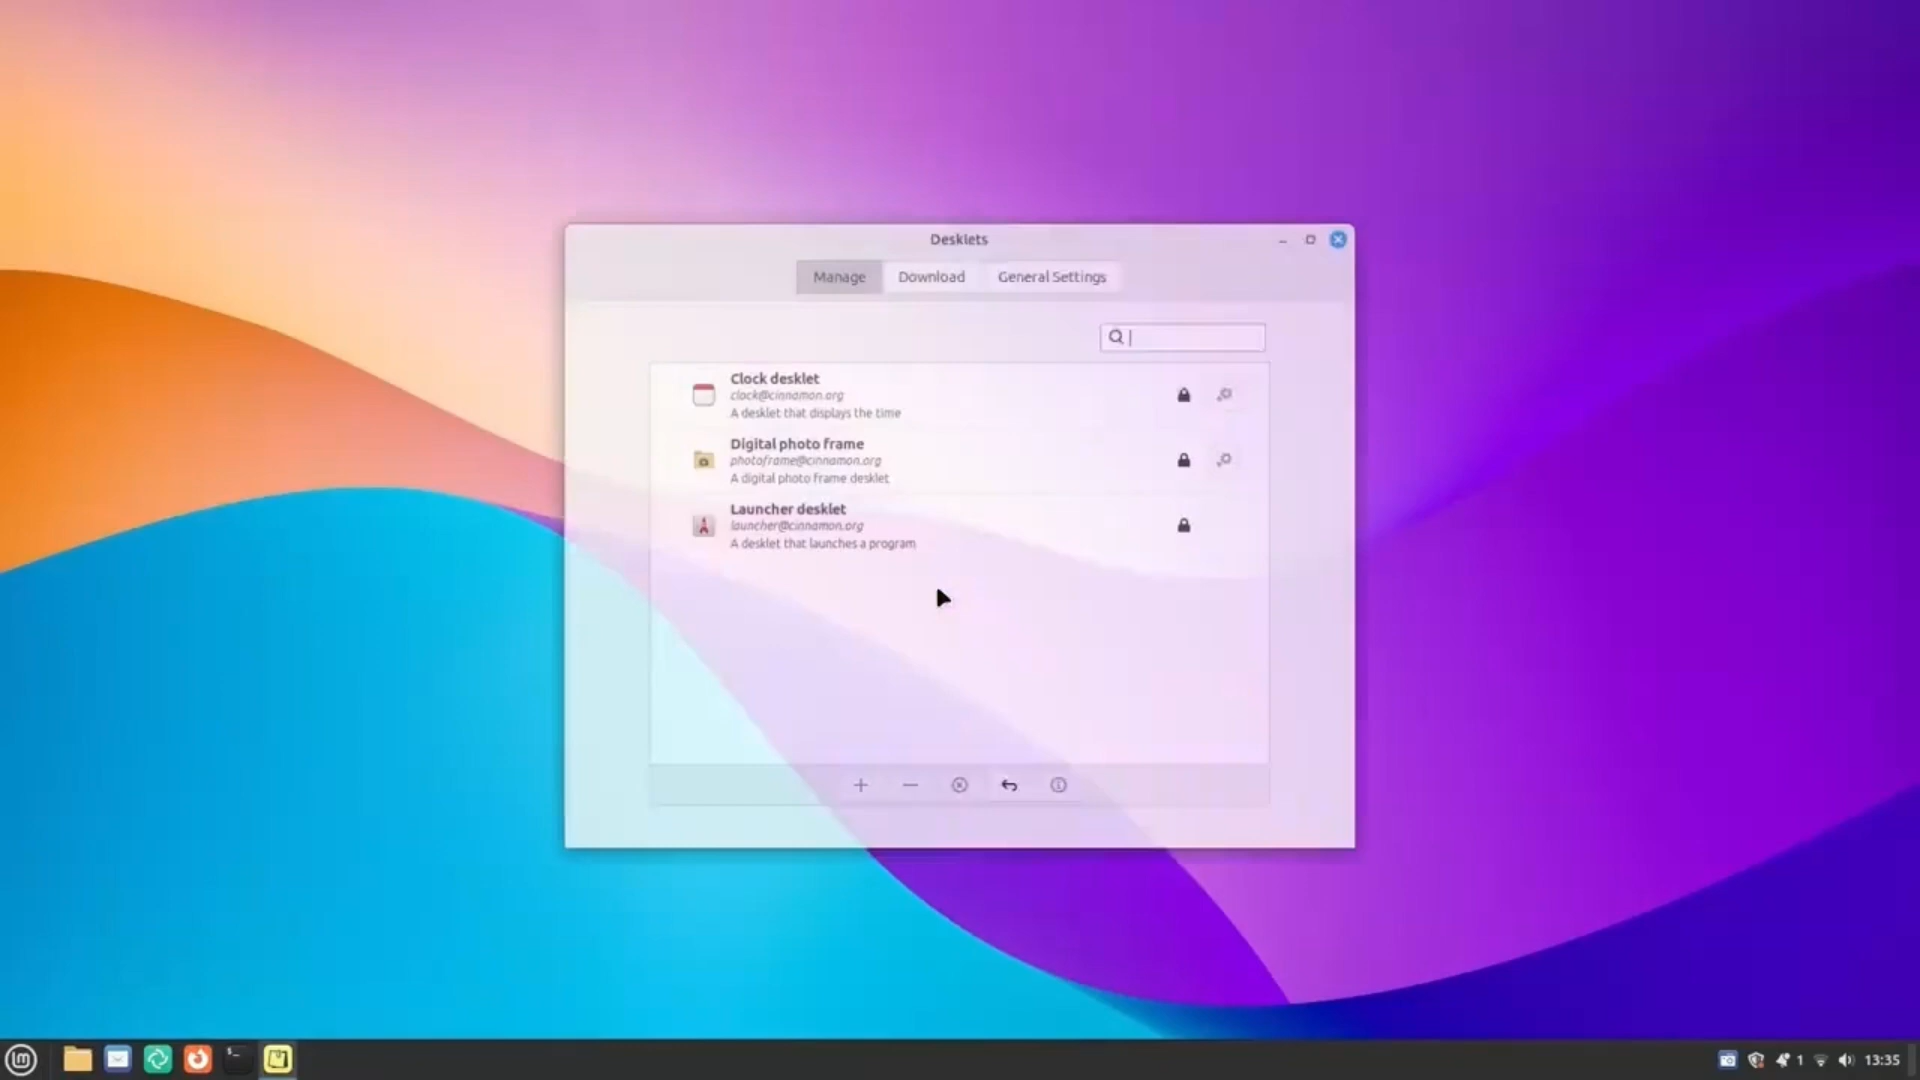 Desklets
Manage Download General Settings
Clock desklet
clock@cinnamon.org
A desklet that displays the time
Digital photo frame
photoframe@cinnamon.org
A digital photo frame desklet
Launcher desklet
launcher@cinnamon.org
A desklet that launches a program
1 13:35